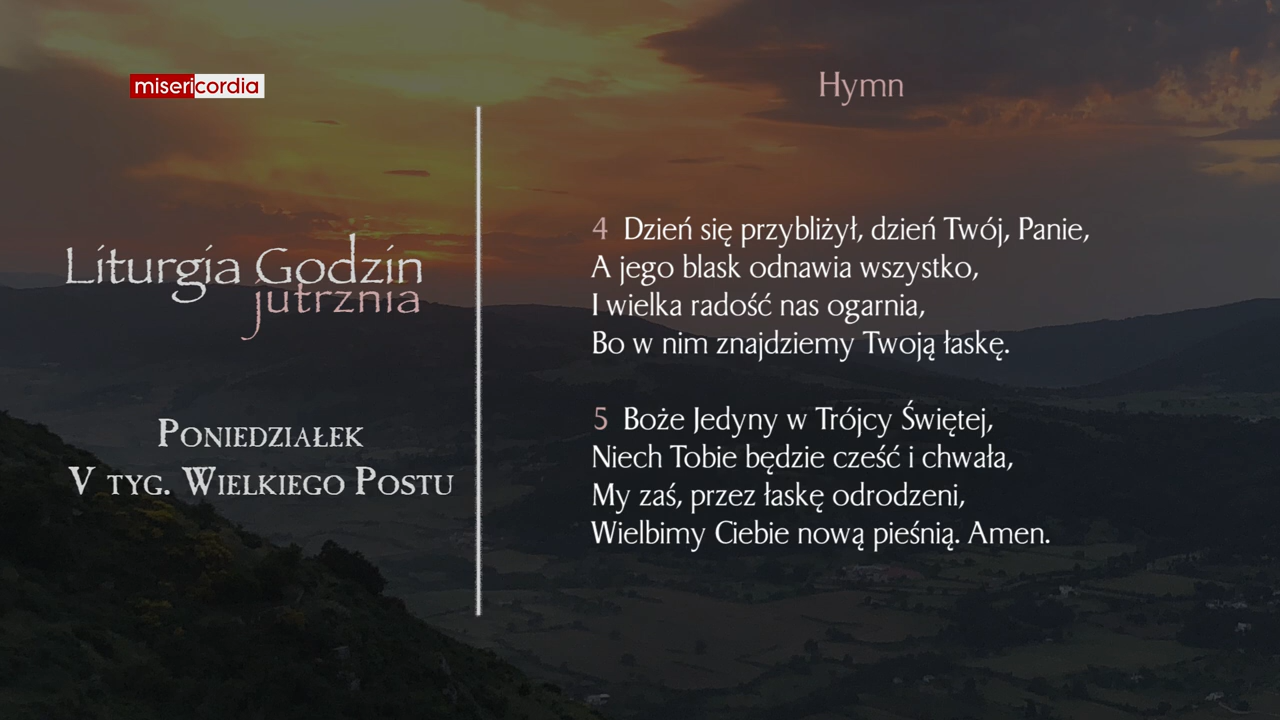 misericordia
Liturgia Godzin
jutrznia
Poniedziałek
V tyg. Wielkiego Postu
Hymn
4 Dzień się przybliżył, dzień Twój, Panie,
A jego blask odnawia wszystko,
I wielka radość nas ogarnia,
Bo w nim znajdziemy Twoją łaskę.
5 Boże Jedyny w Trójcy Świętej,
Niech Tobie będzie cześć i chwała,
My zaś, przez łaskę odrodzeni,
Wielbimy Ciebie nową pieśnią. Amen.